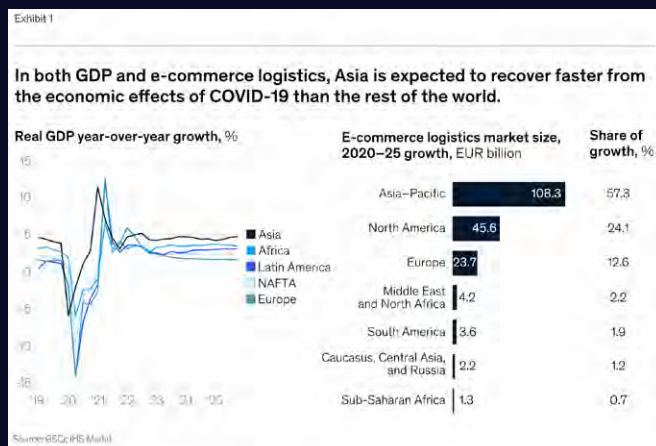 Exhibit 1
In both GDP and e-commerce logistics, Asia is expected to recover faster from
the economic effects of COVID-19 than the rest of the world.
Real GDP year-over-year growth, %
15
10
5
0
-5
-10
-15
'19 '20 '21 '22 '23 '24 '25
Asia
Africa
Latin America
NAFTA
Europe
E-commerce logistics market size,
2020–25 growth, EUR billion
Share of
growth, %
Asia–Pacific 108.3 57.3
North America 45.6 24.1
Europe 23.7 12.6
Middle East
and North Africa 4.2 2.2
South America 3.6 1.9
Caucasus, Central Asia,
and Russia 2.2 1.2
Sub-Saharan Africa 1.3 0.7